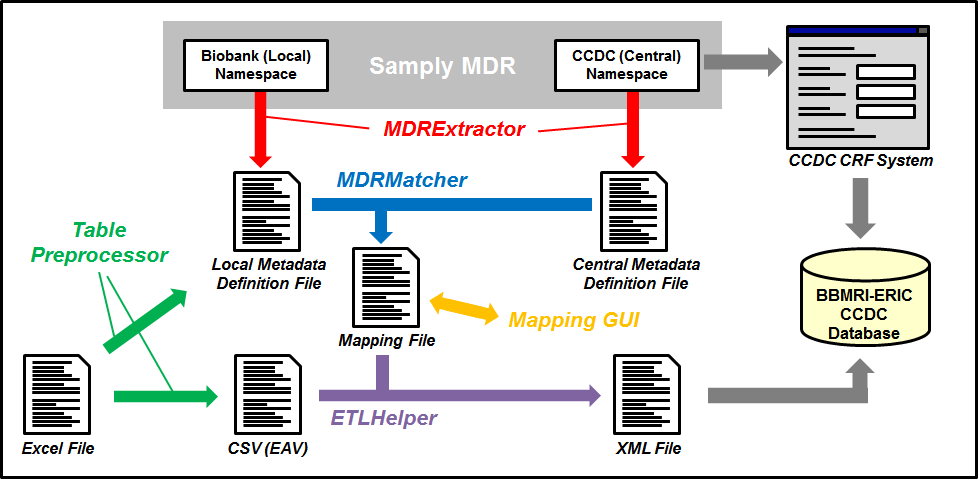 Biobank (Local)
Namespace
Samply MDR
CCDC (Central)
Namespace
MDRExtractor
CCDC CRF System
MDRMatcher
Table
Preprocessor
Local Metadata
Definition File
Central Metadata
Definition File
BBMRI-ERIC
CCDC
Database
Mapping GUI
Mapping File
ETLHelper
Excel File
CSV (EAV)
XML File